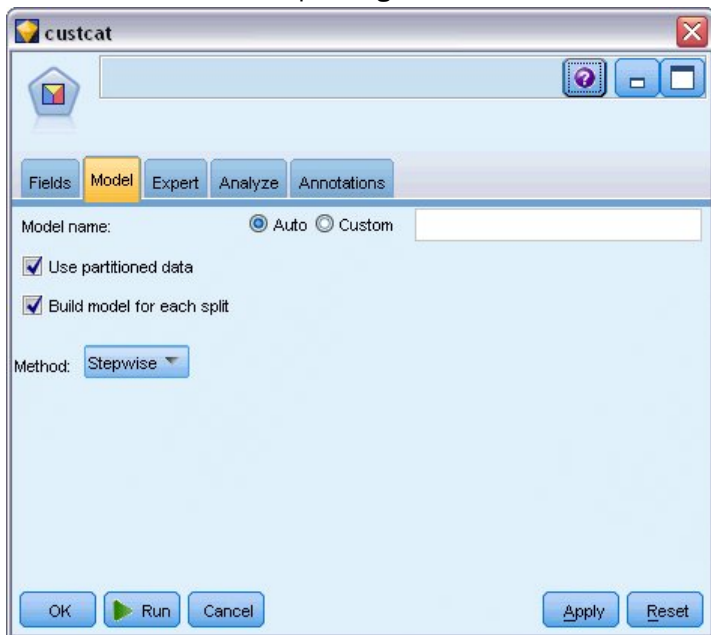 custcat
?
Fields Model Expert Analyze Annotations
Model name: Auto Custom
Use partitioned data
Build model for each split
Method: Stepwise
OK Run Cancel Apply Reset